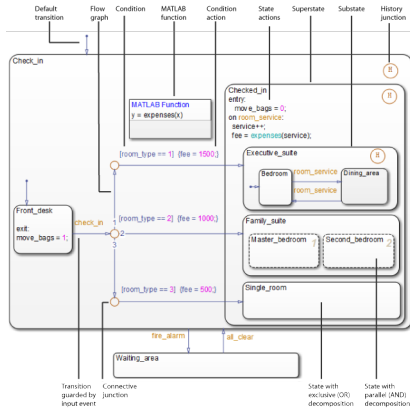 Default transition
Flow graph
Condition
MATLAB function
Condition action
State actions
Superstate
Substate
History junction
Check_in
H
MATLAB Function
y = expenses(x)
Checked_in
entry:
move_bags = 0;
on room_service:
service++;
fee = expenses(service);
H
[room_type == 1] {fee = 1500;}
Executive_suite
Bedroom
room_service
Dining_area
room_service
Front_desk
exit:
move_bags = 1;
check_in
1
2
3
[room_type == 2] {fee = 1000;}
Family_suite
Master_bedroom
1
Second_bedroom
2
[room_type == 3] {fee = 500;}
Single_room
fire_alarm
all_clear
Waiting_area
Transition guarded by input event
Connective junction
State with exclusive (OR) decomposition
State with parallel (AND) decomposition